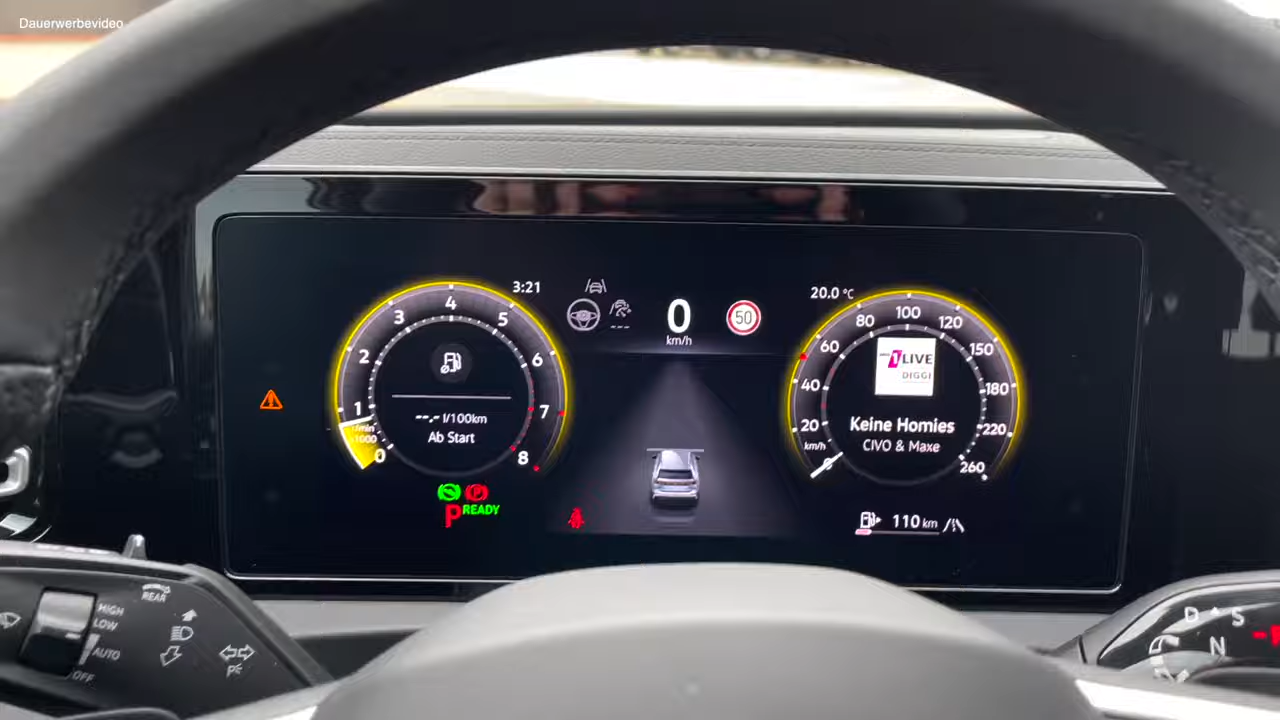 Dauerwerbevideo
3:21
0
km/h
50
20.0 °C
1
2
3
4
5
6
7
8
0
r/min
x1000
--,- l/100km
Ab Start
P READY
20
40
60
80
100
120
150
180
220
260
km/h
1LIVE
DIGGI
Keine Homies
CIVO & Maxe
110 km
REAR
HIGH
LOW
AUTO
OFF
P
D S
N